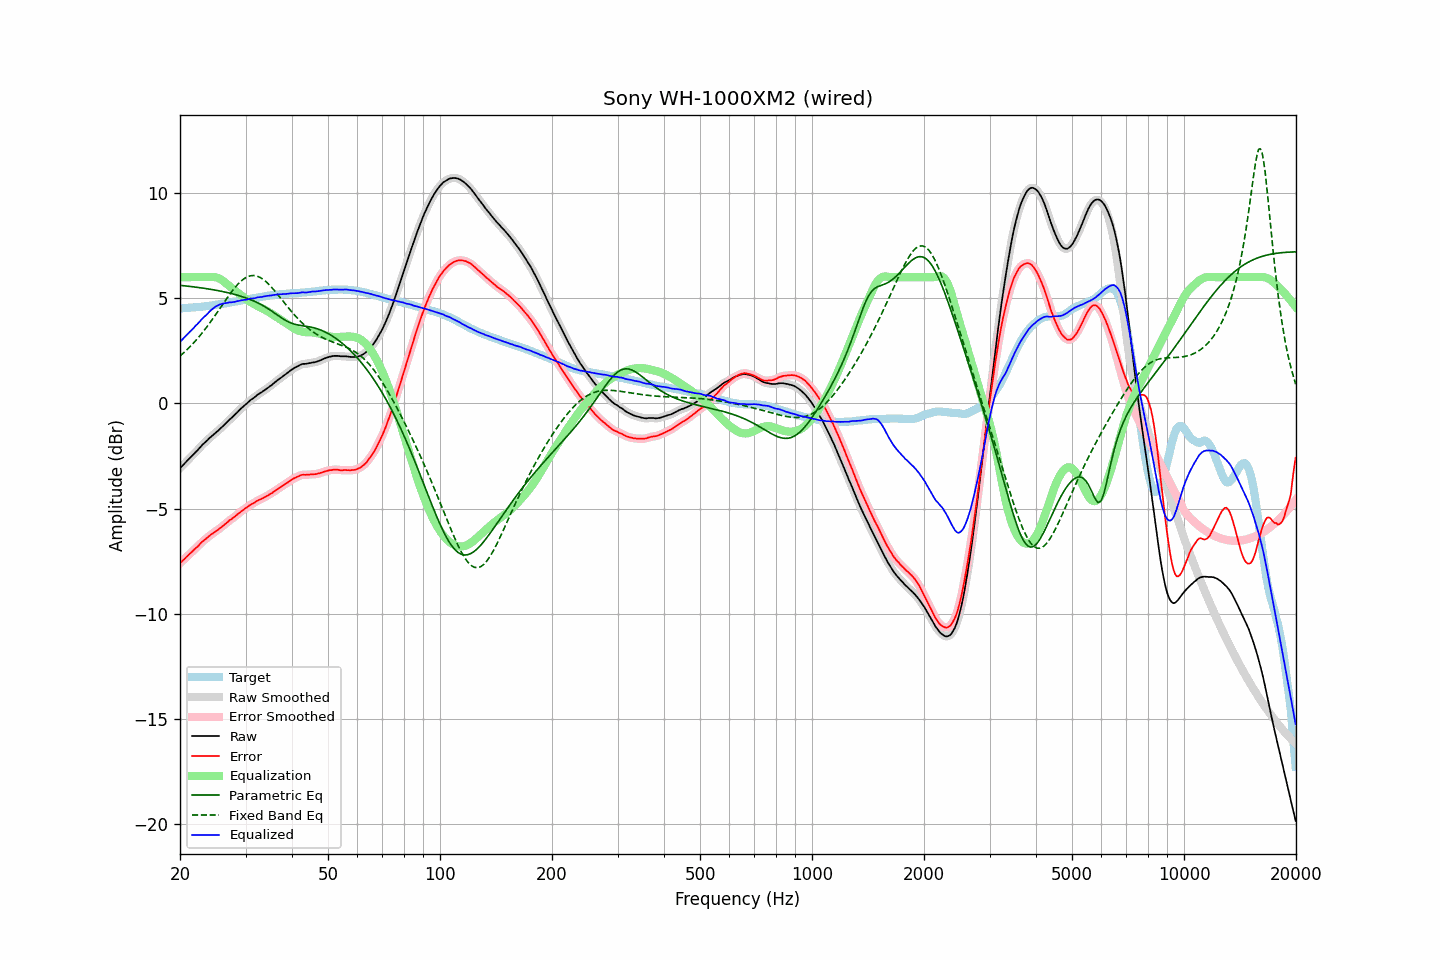 Sony WH-1000XM2 (wired)
Amplitude (dBr)
10
5
0
−5
−10
−15
−20
Target
Raw Smoothed
Error Smoothed
Raw
Error
Equalization
Parametric Eq
Fixed Band Eq
Equalized
20
50
100
200
500
1000
2000
5000
10000
20000
Frequency (Hz)